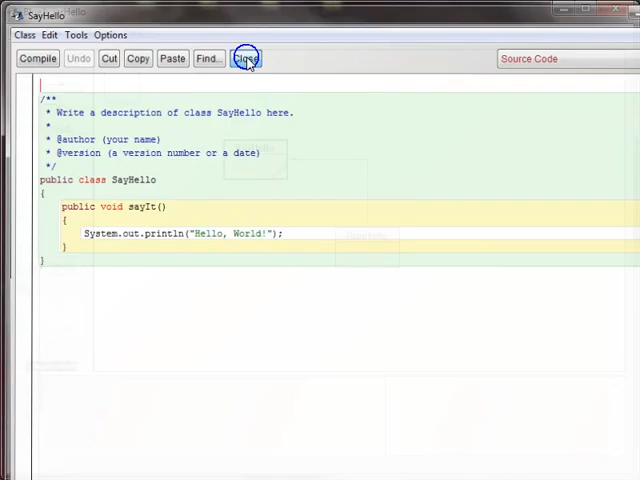 SayHello
Class Edit Tools Options
Compile Undo Cut Copy Paste Find... Close Source Code
/**
* Write a description of class SayHello here.
*
* @author (your name)
* @version (a version number or a date)
*/
public class SayHello
{
public void sayIt()
{
System.out.println("Hello, World!");
}
}